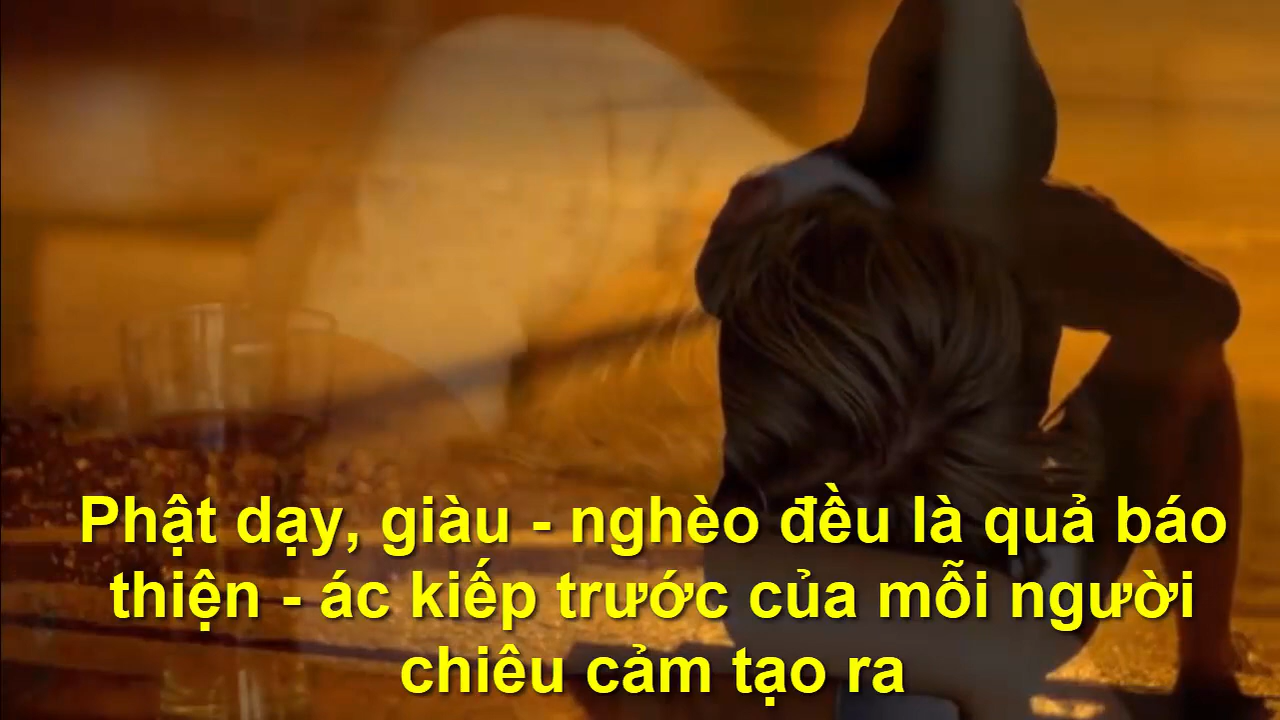 Phật dạy, giàu - nghèo đều là quả báo
thiện - ác kiếp trước của mỗi người
chiêu cảm tạo ra